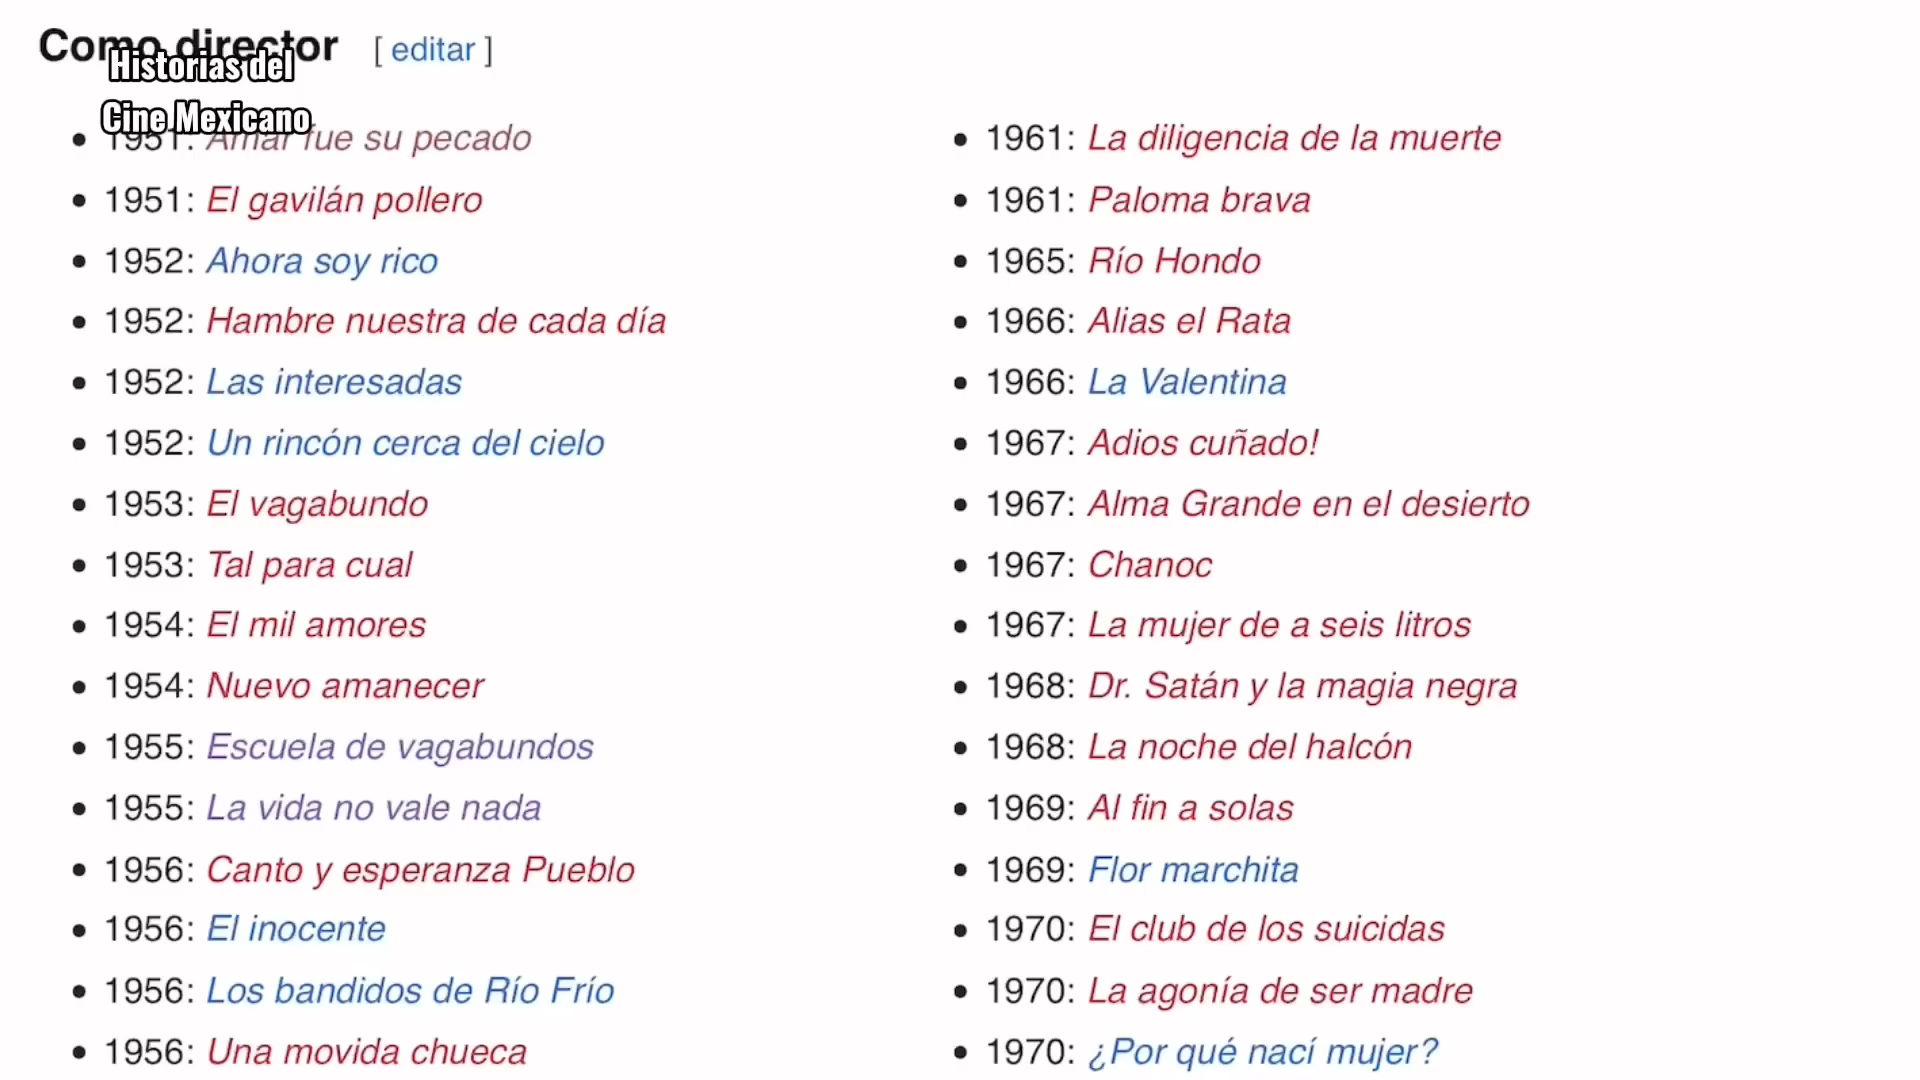 Como director [ editar ]
Historias del
Cine Mexicano
1951: Amar fue su pecado
1951: El gavilán pollero
1952: Ahora soy rico
1952: Hambre nuestra de cada día
1952: Las interesadas
1952: Un rincón cerca del cielo
1953: El vagabundo
1953: Tal para cual
1954: El mil amores
1954: Nuevo amanecer
1955: Escuela de vagabundos
1955: La vida no vale nada
1956: Canto y esperanza Pueblo
1956: El inocente
1956: Los bandidos de Río Frío
1956: Una movida chueca
1961: La diligencia de la muerte
1961: Paloma brava
1965: Río Hondo
1966: Alias el Rata
1966: La Valentina
1967: Adios cuñado!
1967: Alma Grande en el desierto
1967: Chanoc
1967: La mujer de a seis litros
1968: Dr. Satán y la magia negra
1968: La noche del halcón
1969: Al fin a solas
1969: Flor marchita
1970: El club de los suicidas
1970: La agonía de ser madre
1970: ¿Por qué nací mujer?